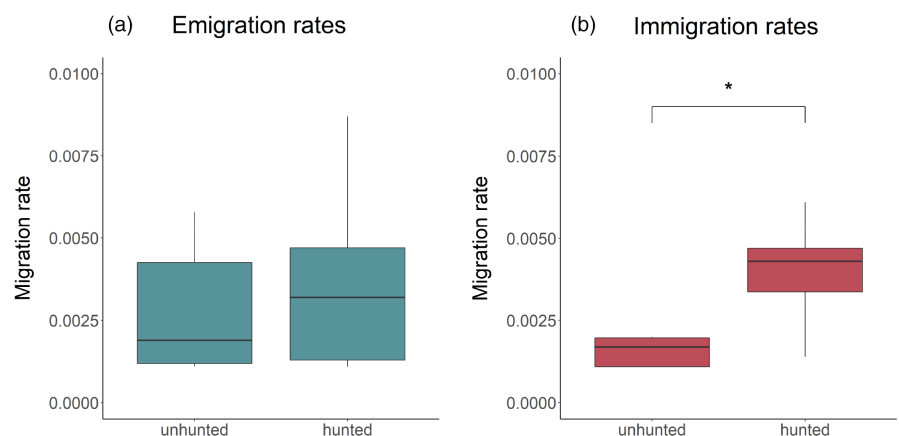 (a) Emigration rates
Migration rate
0.0100
0.0075
0.0050
0.0025
0.0000
unhunted hunted
(b) Immigration rates
Migration rate
0.0100
0.0075
0.0050
0.0025
0.0000
*
unhunted hunted